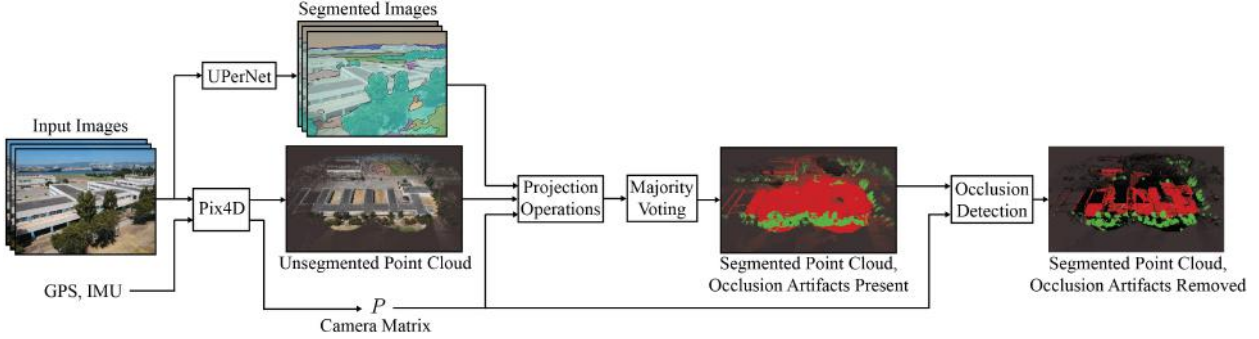 Segmented Images
UPerNet
Input Images
Pix4D
Projection
Operations
Majority
Voting
Occlusion
Detection
Unsegmented Point Cloud
Segmented Point Cloud,
Occlusion Artifacts Present
Segmented Point Cloud,
Occlusion Artifacts Removed
GPS, IMU
P
Camera Matrix